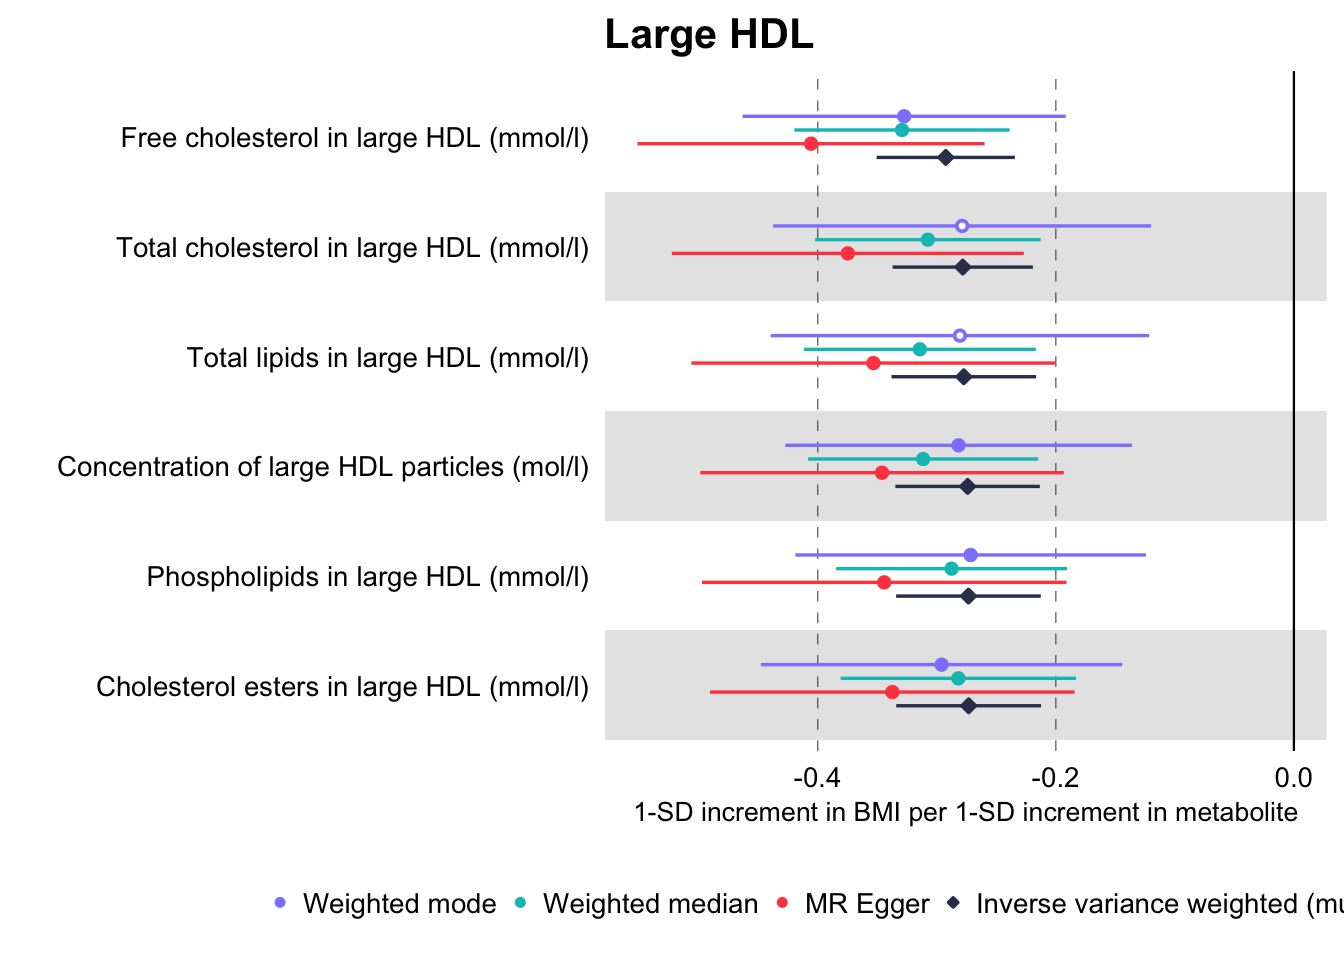 Large HDL
Free cholesterol in large HDL (mmol/l)
Total cholesterol in large HDL (mmol/l)
Total lipids in large HDL (mmol/l)
Concentration of large HDL particles (mol/l)
Phospholipids in large HDL (mmol/l)
Cholesterol esters in large HDL (mmol/l)
-0.4 -0.2 0.0
1-SD increment in BMI per 1-SD increment in metabolite
Weighted mode Weighted median MR Egger Inverse variance weighted (mu